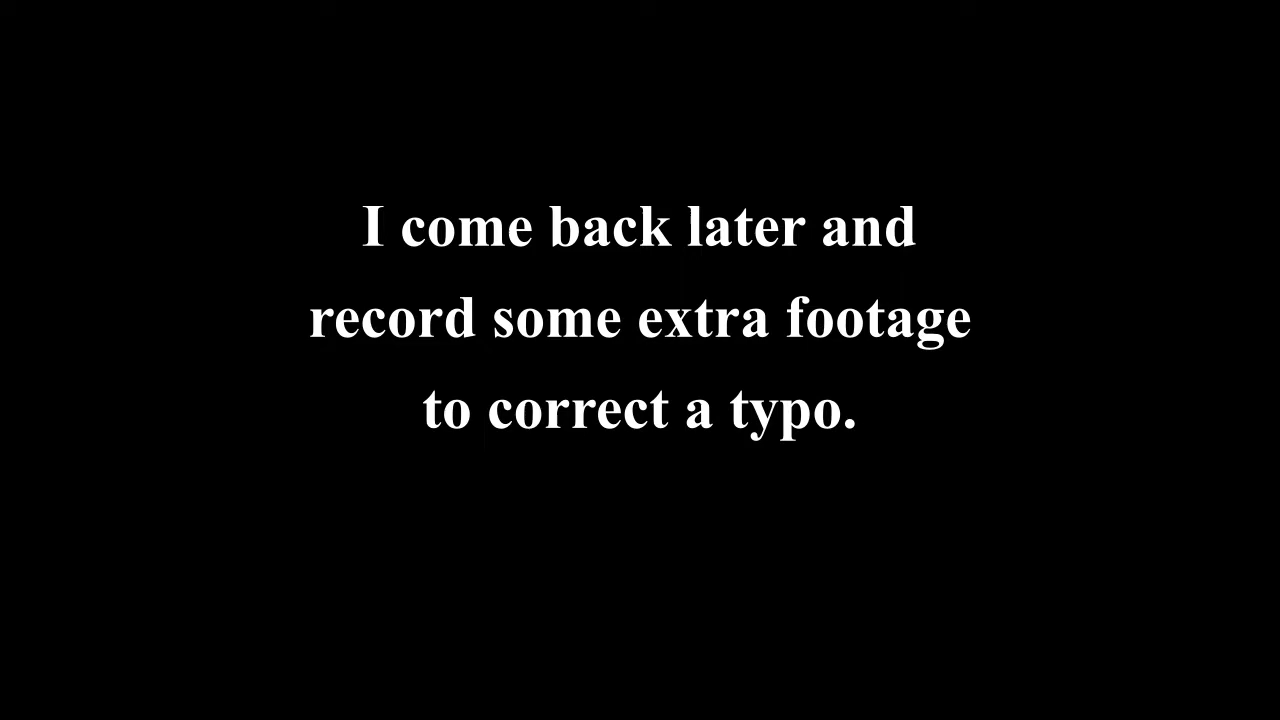 I come back later and
record some extra footage
to correct a typo.